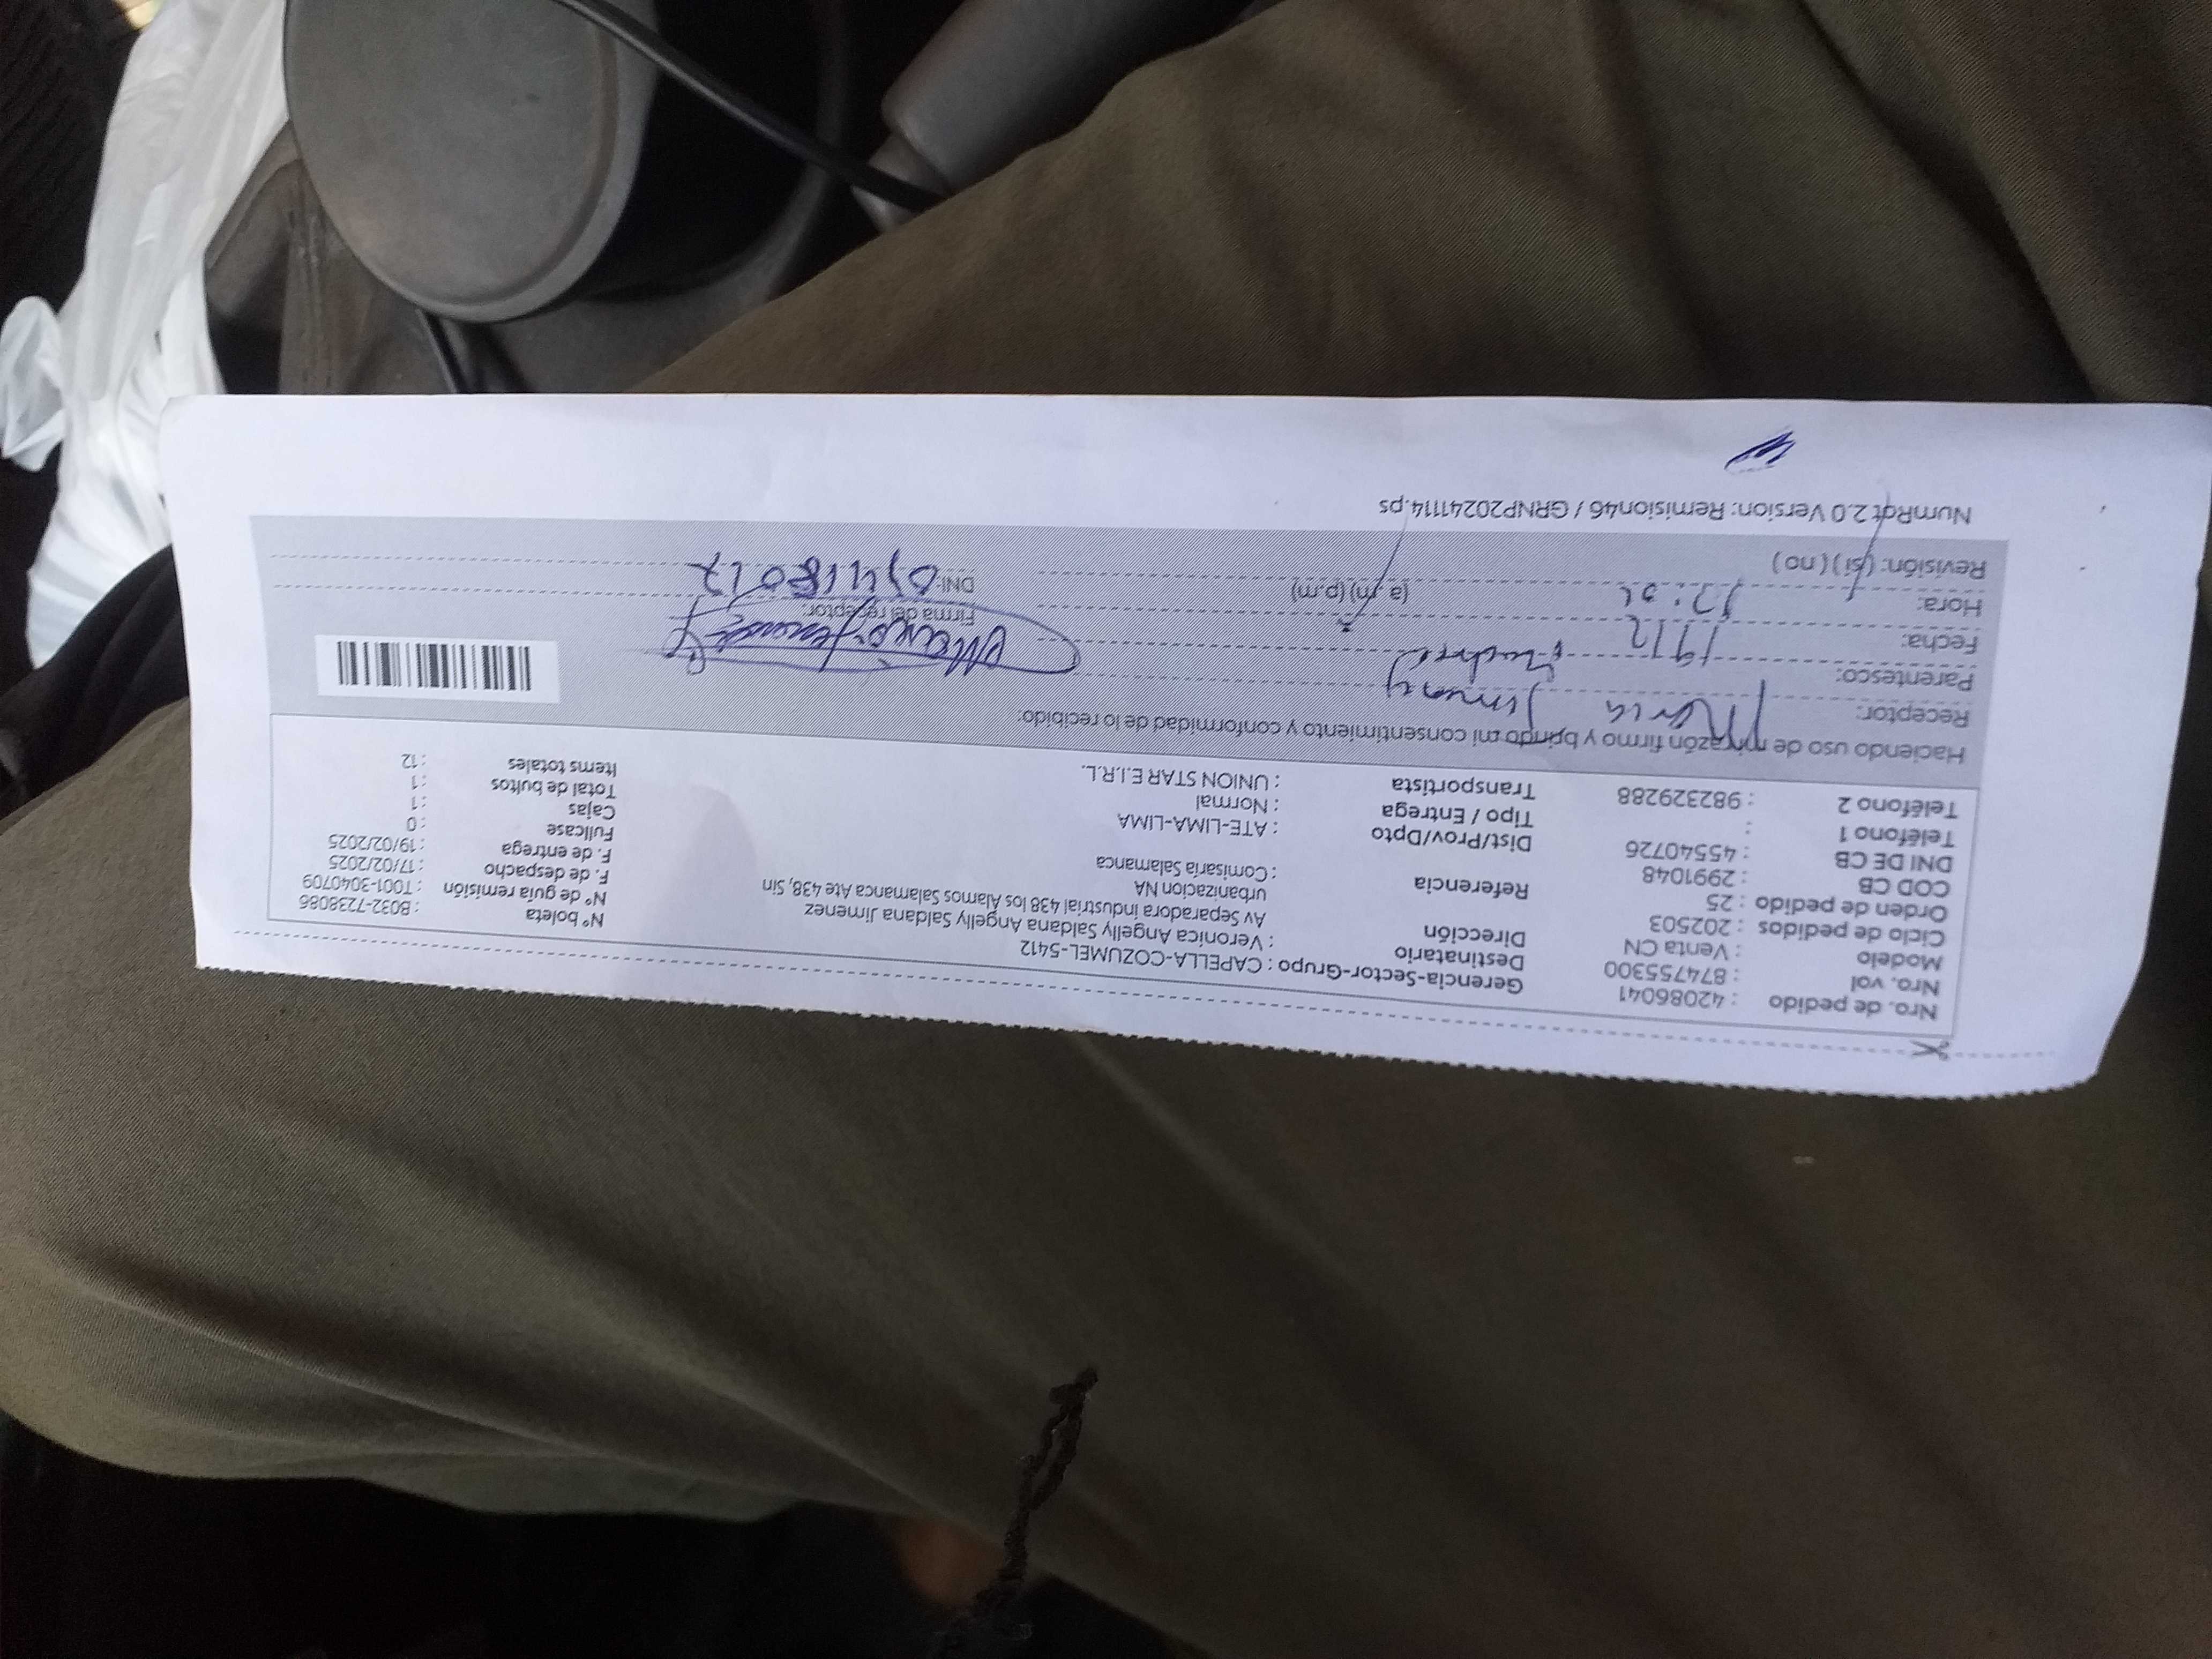 Nro. de pedido : 42086041
Nro. vol : 874755300
Modelo : Venta CN
Ciclo de pedidos : 202503
Orden de pedido : 25
COD CB : 2991048
DNI DE CB : 45540726
Teléfono 1 :
Teléfono 2 : 982329288
Gerencia-Sector-Grupo : CAPELLA-COZUMEL-5412
Destinatario : Veronica Angelly Saldana Angelly Saldana Jimenez
Dirección Av Separadora industrial 438 los Alamos Salamanca Ate 438, Sin
urbanizacion NA
Referencia : Comisaria Salamanca
Dist/Prov/Dpto : ATE-LIMA-LIMA
Tipo / Entrega : Normal
Transportista : UNION STAR E.I.R.L.
N° boleta : B032-7238086
N° de guía remisión : T001-3040709
F. de despacho : 17/02/2025
F. de entrega : 19/02/2025
Fullcase : 0
Cajas : 1
Total de bultos : 1
Items totales : 12
Haciendo uso de mi razón firmo y brindo mi consentimiento y conformidad de lo recibido:
Receptor: Maria
Parentesco:
Fecha: 19/2
Hora: (a.m) (p.m)
Revisión: (si) (no)
Firma del receptor:
DNI:
NumRdt 2.0 Version: Remision46 / GRNP20241114.ps